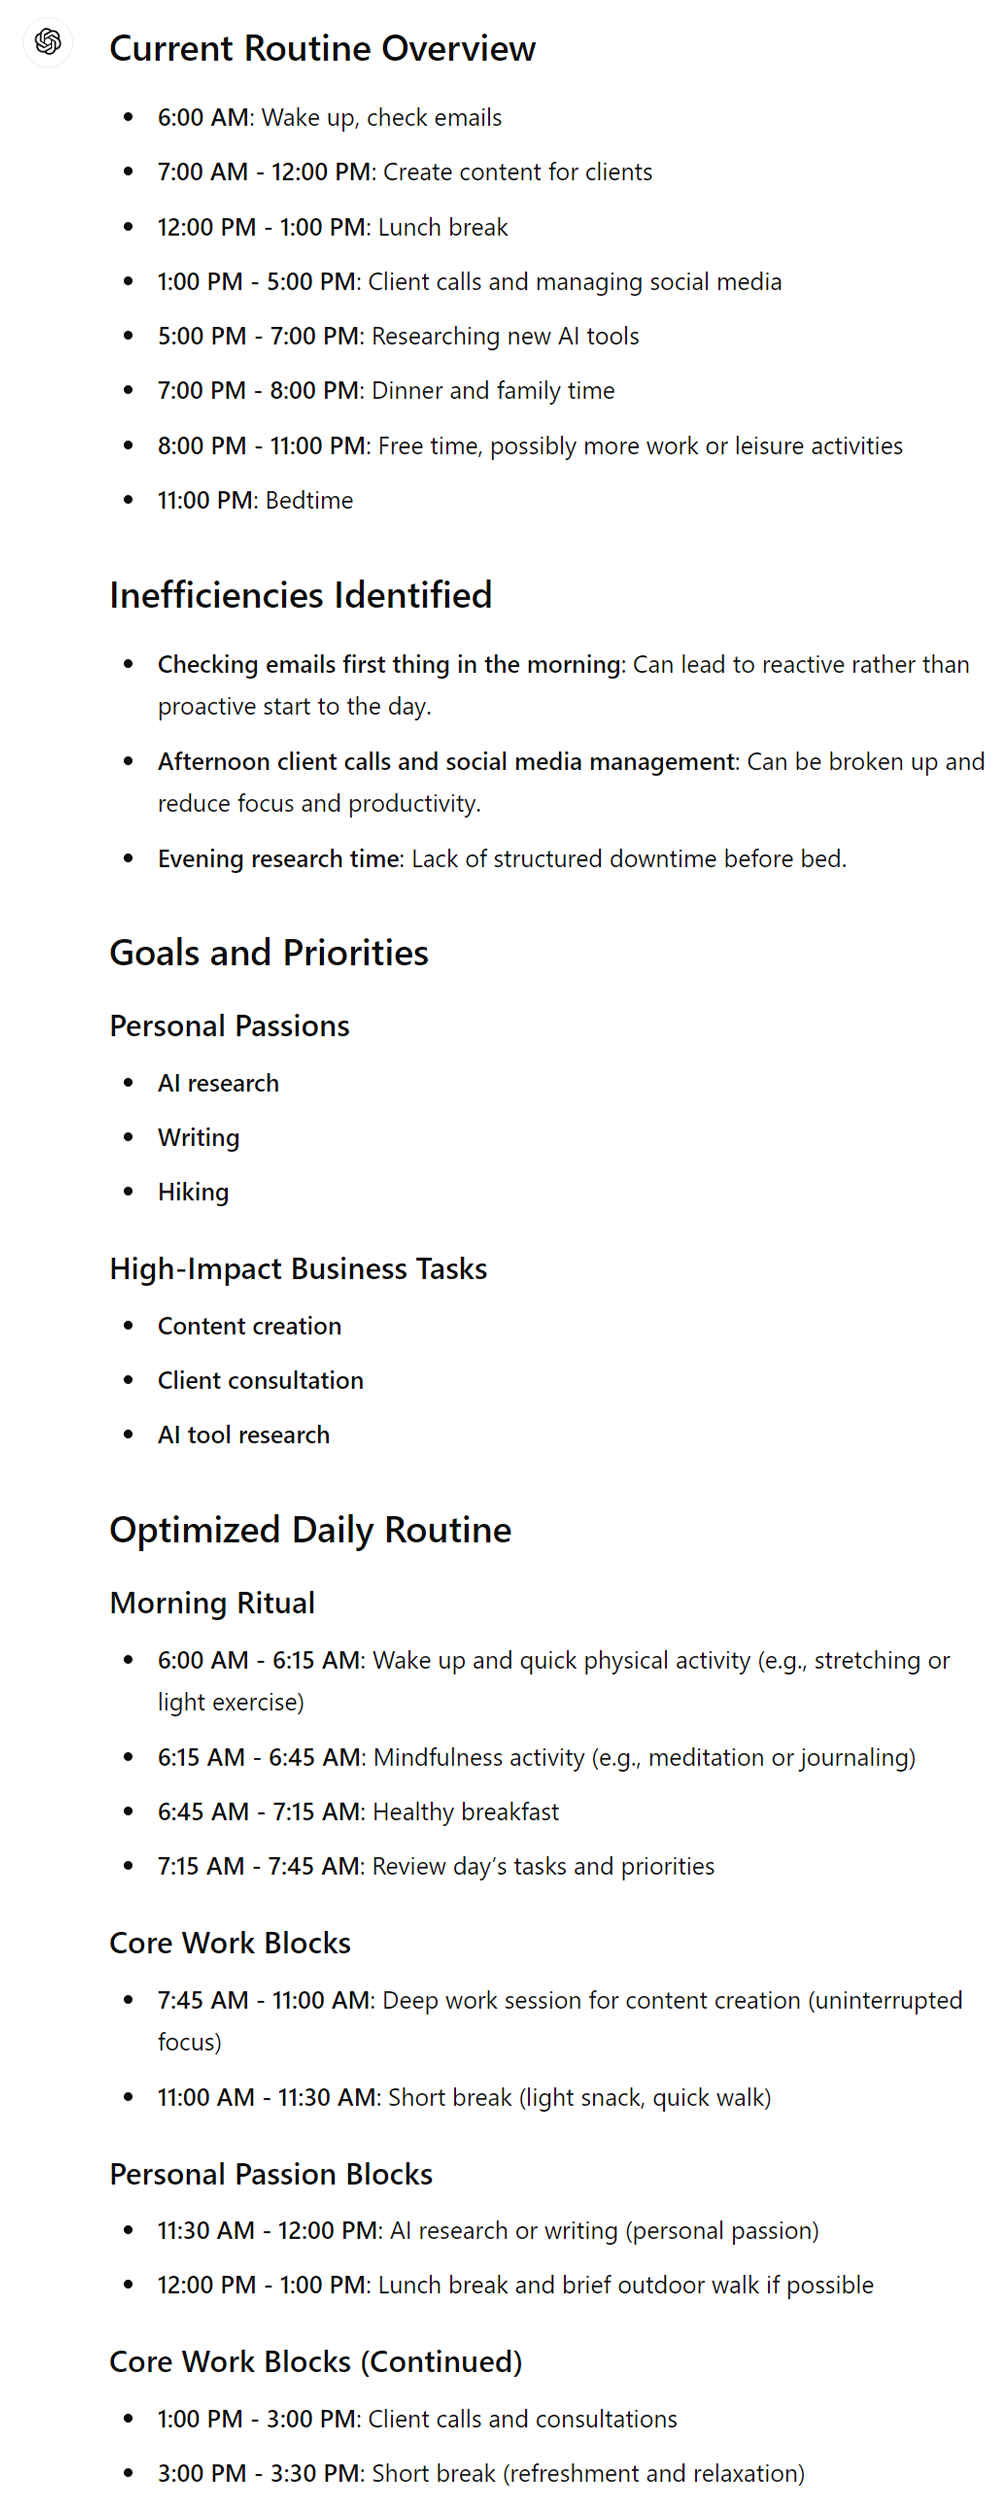 Current Routine Overview
6:00 AM: Wake up, check emails
7:00 AM - 12:00 PM: Create content for clients
12:00 PM - 1:00 PM: Lunch break
1:00 PM - 5:00 PM: Client calls and managing social media
5:00 PM - 7:00 PM: Researching new AI tools
7:00 PM - 8:00 PM: Dinner and family time
8:00 PM - 11:00 PM: Free time, possibly more work or leisure activities
11:00 PM: Bedtime
Inefficiencies Identified
Checking emails first thing in the morning: Can lead to reactive rather than
proactive start to the day.
Afternoon client calls and social media management: Can be broken up and
reduce focus and productivity.
Evening research time: Lack of structured downtime before bed.
Goals and Priorities
Personal Passions
AI research
Writing
Hiking
High-Impact Business Tasks
Content creation
Client consultation
AI tool research
Optimized Daily Routine
Morning Ritual
6:00 AM - 6:15 AM: Wake up and quick physical activity (e.g., stretching or
light exercise)
6:15 AM - 6:45 AM: Mindfulness activity (e.g., meditation or journaling)
6:45 AM - 7:15 AM: Healthy breakfast
7:15 AM - 7:45 AM: Review day’s tasks and priorities
Core Work Blocks
7:45 AM - 11:00 AM: Deep work session for content creation (uninterrupted
focus)
11:00 AM - 11:30 AM: Short break (light snack, quick walk)
Personal Passion Blocks
11:30 AM - 12:00 PM: AI research or writing (personal passion)
12:00 PM - 1:00 PM: Lunch break and brief outdoor walk if possible
Core Work Blocks (Continued)
1:00 PM - 3:00 PM: Client calls and consultations
3:00 PM - 3:30 PM: Short break (refreshment and relaxation)